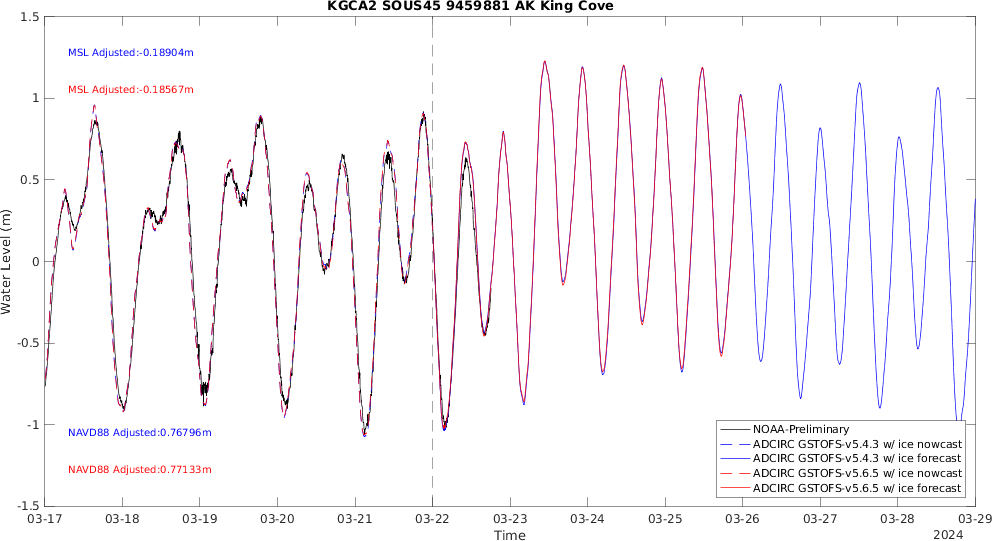 KGCA2 SOUS45 9459881 AK King Cove
1.5
1
0.5
0
-0.5
-1
-1.5
Water Level (m)
MSL Adjusted:-0.18904m
MSL Adjusted:-0.18567m
NAVD88 Adjusted:0.76796m
NAVD88 Adjusted:0.77133m
NOAA-Preliminary
ADCIRC GSTOFS-v5.4.3 w/ ice nowcast
ADCIRC GSTOFS-v5.4.3 w/ ice forecast
ADCIRC GSTOFS-v5.6.5 w/ ice nowcast
ADCIRC GSTOFS-v5.6.5 w/ ice forecast
03-17 03-18 03-19 03-20 03-21 03-22 03-23 03-24 03-25 03-26 03-27 03-28 03-29
Time
2024